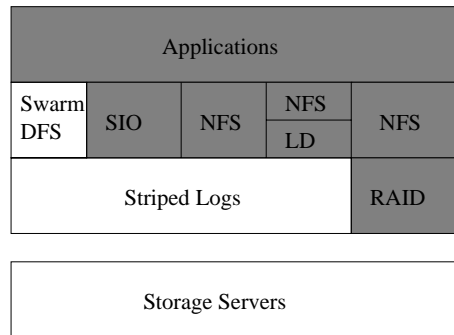 Applications
Swarm
DFS
SIO
NFS
NFS
LD
NFS
Striped Logs
RAID
Storage Servers